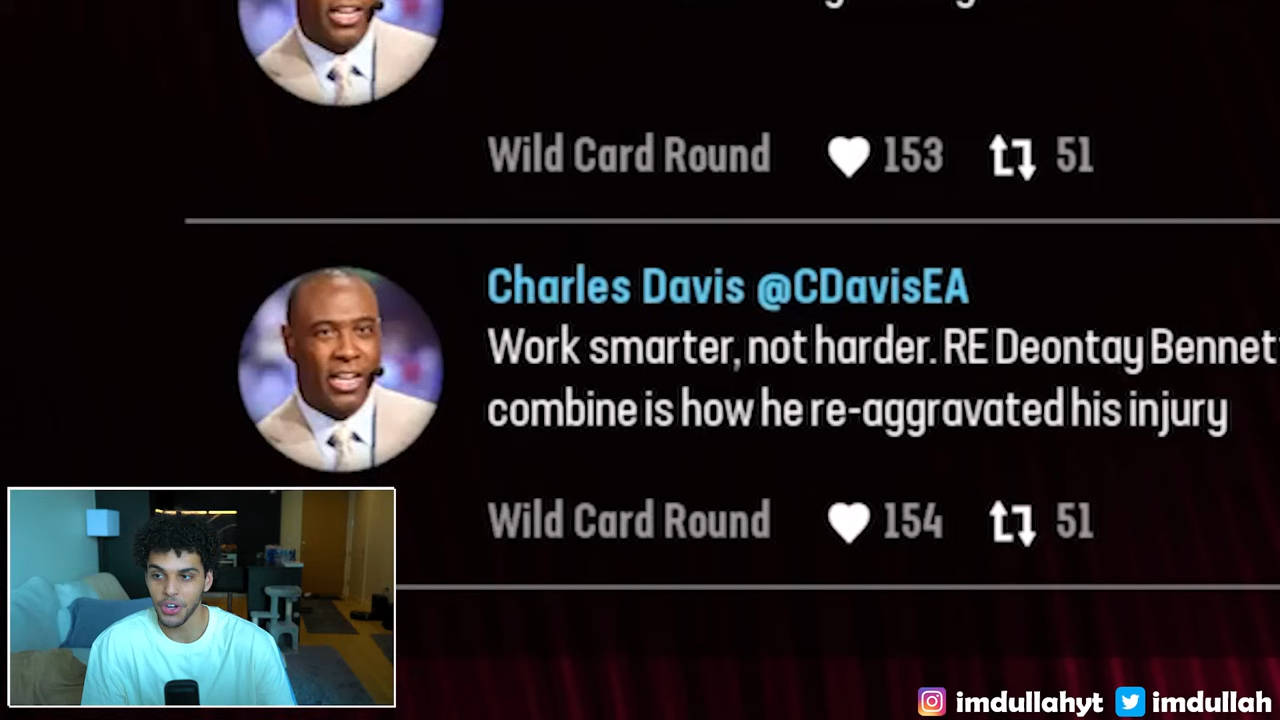 Wild Card Round 153 51
Charles Davis @CDavisEA
Work smarter, not harder. RE Deontay
combine is how he re-aggravated his injury
Wild Card Round 154 51
imdullahyt imdullah